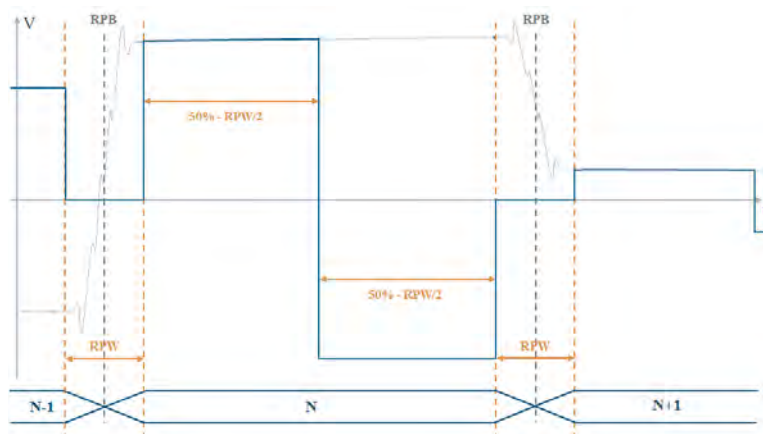 V
RPB
RPB
50% - RPW/2
50% - RPW/2
RPW
RPW
N-1
N
N+1